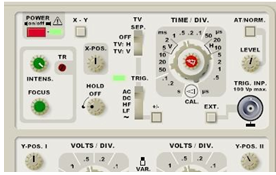 POWER
on/off
X - Y
TV
SEP.
OFF
TV: H
TV: V
TIME / DIV.
AT/NORM.
X-POS.
TR
INTENS.
TRIG.
AC
DC
HF
LF
~
FOCUS
HOLD
OFF
LEVEL
TRIG. INP.
100 Vp max.
CAL.
+/-
EXT.
Y-POS. I
VOLTS / DIV.
VAR.
VOLTS / DIV.
Y-POS. II